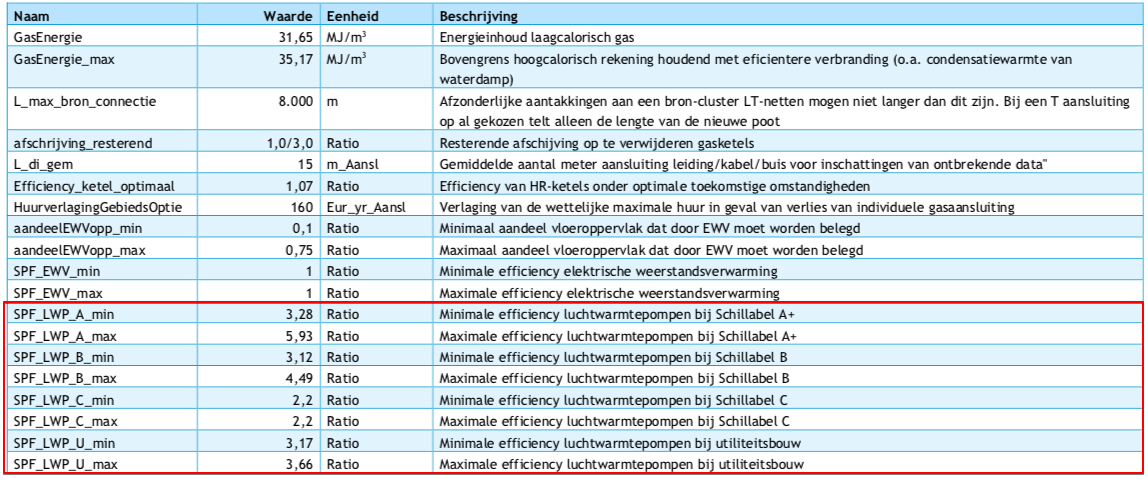 Naam Waarde Eenheid Beschrijving
GasEnergie 31,65 MJ/m³ Energieinhoud laagcalorisch gas
GasEnergie_max 35,17 MJ/m³ Bovengrens hoogcalorisch rekening houdend met eficientere verbranding (o.a. condensatiewarmte van
waterdamp)
L_max_bron_connectie 8.000 m Afzonderlijke aantakkingen aan een bron-cluster LT-netten mogen niet langer dan dit zijn. Bij een T aansluiting
op al gekozen telt alleen de lengte van de nieuwe poot
afschrijving_resterend 1,0/3,0 Ratio Resterende afschijving op te verwijderen gasketels
L_di_gem 15 m_Aansl Gemiddelde aantal meter aansluiting leiding/kabel/buis voor inschattingen van ontbrekende data"
Efficiency_ketel_optimaal 1,07 Ratio Efficiency van HR-ketels onder optimale toekomstige omstandigheden
HuurverlagingGebiedsOptie 160 Eur_yr_Aansl Verlaging van de wettelijke maximale huur in geval van verlies van individuele gasaansluiting
aandeelEWVopp_min 0,1 Ratio Minimaal aandeel vloeroppervlak dat door EWV moet worden belegd
aandeelEWVopp_max 0,75 Ratio Maximaal aandeel vloeroppervlak dat door EWV moet worden belegd
SPF_EWV_min 1 Ratio Minimale efficiency elektrische weerstandsverwarming
SPF_EWV_max 1 Ratio Maximale efficiency elektrische weerstandsverwarming
SPF_LWP_A_min 3,28 Ratio Minimale efficiency luchtwarmtepompen bij Schillabel A+
SPF_LWP_A_max 5,93 Ratio Maximale efficiency luchtwarmtepompen bij Schillabel A+
SPF_LWP_B_min 3,12 Ratio Minimale efficiency luchtwarmtepompen bij Schillabel B
SPF_LWP_B_max 4,49 Ratio Maximale efficiency luchtwarmtepompen bij Schillabel B
SPF_LWP_C_min 2,2 Ratio Minimale efficiency luchtwarmtepompen bij Schillabel C
SPF_LWP_C_max 2,2 Ratio Maximale efficiency luchtwarmtepompen bij Schillabel C
SPF_LWP_U_min 3,17 Ratio Minimale efficiency luchtwarmtepompen bij utiliteitsbouw
SPF_LWP_U_max 3,66 Ratio Maximale efficiency luchtwarmtepompen bij utiliteitsbouw